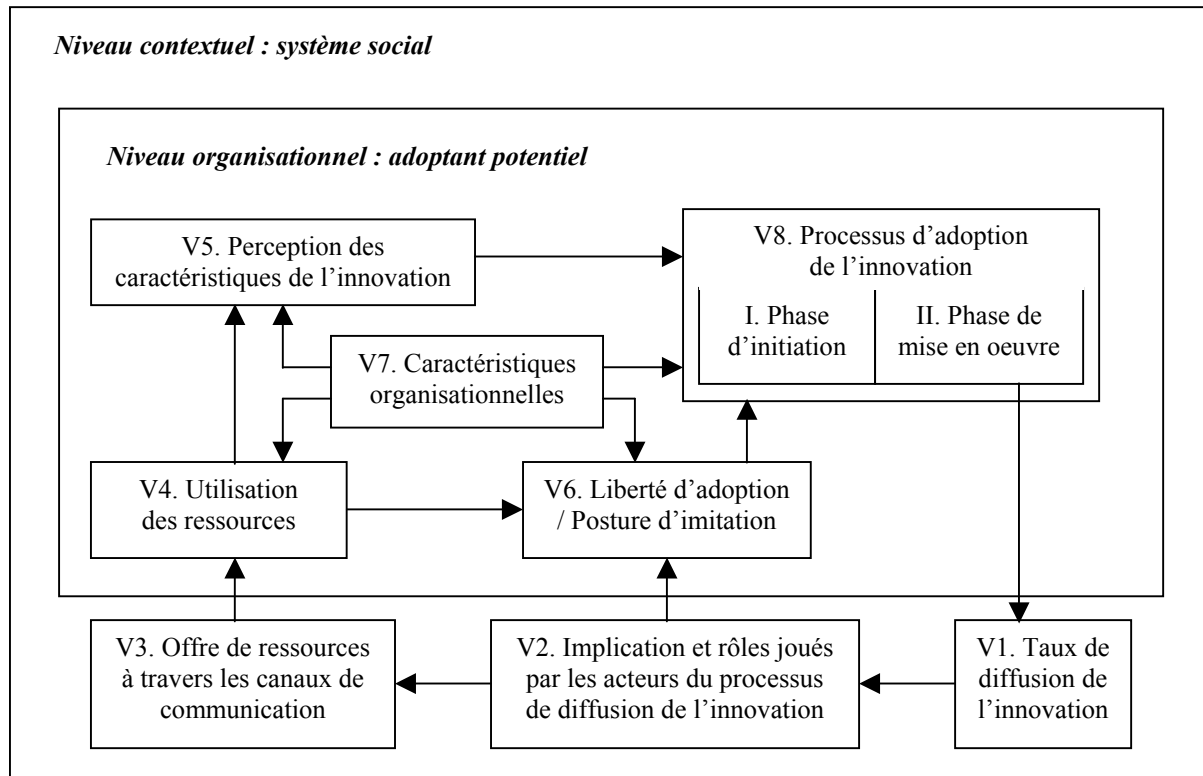 Niveau contextuel : système social
Niveau organisationnel : adoptant potentiel
V5. Perception des
caractéristiques de l’innovation
V8. Processus d’adoption
de l’innovation
I. Phase
d’initiation
II. Phase de
mise en oeuvre
V7. Caractéristiques
organisationnelles
V4. Utilisation
des ressources
V6. Liberté d’adoption
/ Posture d’imitation
V3. Offre de ressources
à travers les canaux de
communication
V2. Implication et rôles joués
par les acteurs du processus
de diffusion de l’innovation
V1. Taux de
diffusion de
l’innovation